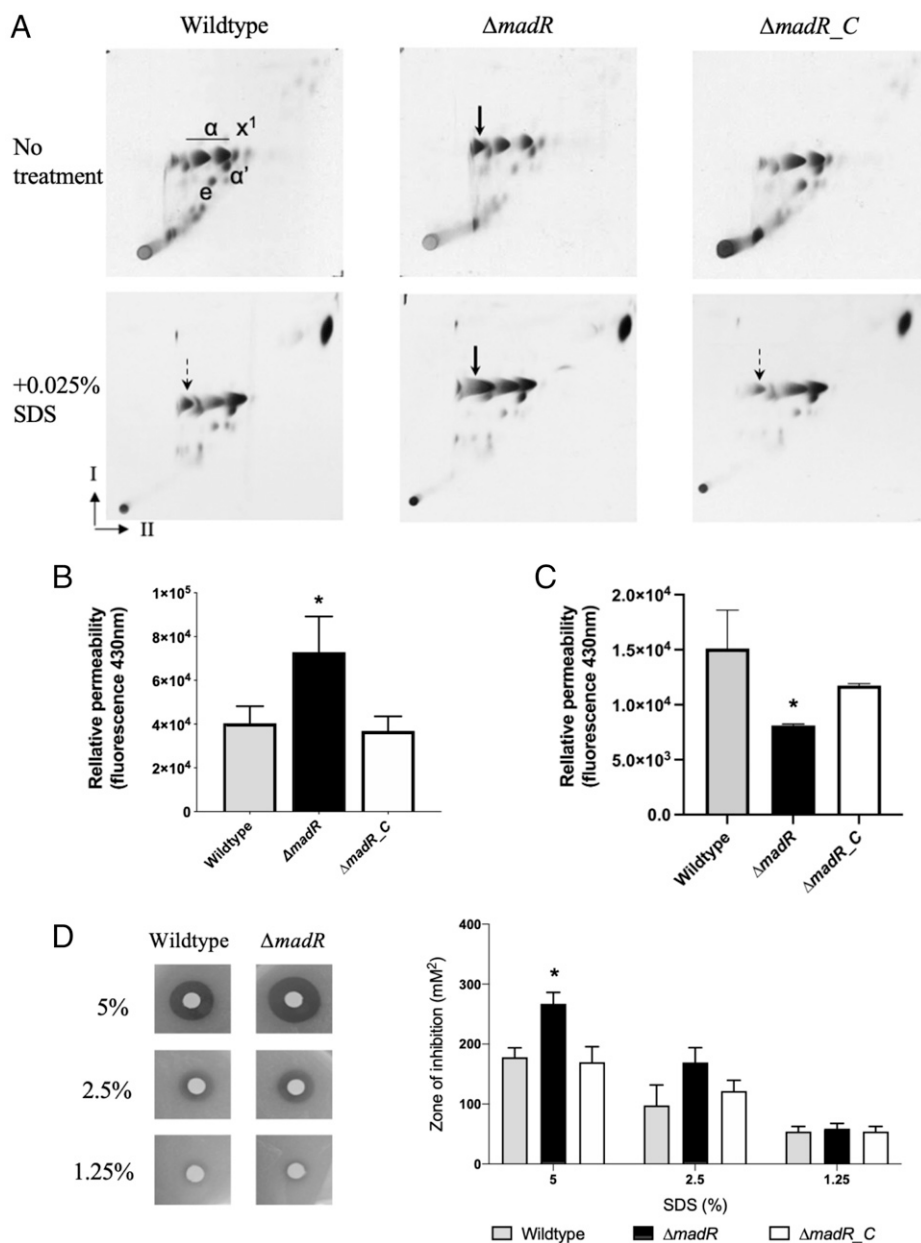 A
Wildtype
ΔmadR
ΔmadR_C
No
treatment
α
x¹
α'
e
+0.025%
SDS
I
II
B
Rellative permeability
(fluorescence 430nm)
1×10⁵
8×10⁴
6×10⁴
4×10⁴
2×10⁴
0
*
Wildtype
ΔmadR
ΔmadR_C
C
Rellative permeability
(fluorescence 430nm)
2.0×10⁴
1.5×10⁴
1.0×10⁴
5.0×10³
0.0
*
Wildtype
ΔmadR
ΔmadR_C
D
Wildtype
ΔmadR
5%
2.5%
1.25%
Zone of inhibition (mM²)
400
300
200
100
0
*
5
2.5
1.25
SDS (%)
Wildtype
ΔmadR
ΔmadR_C